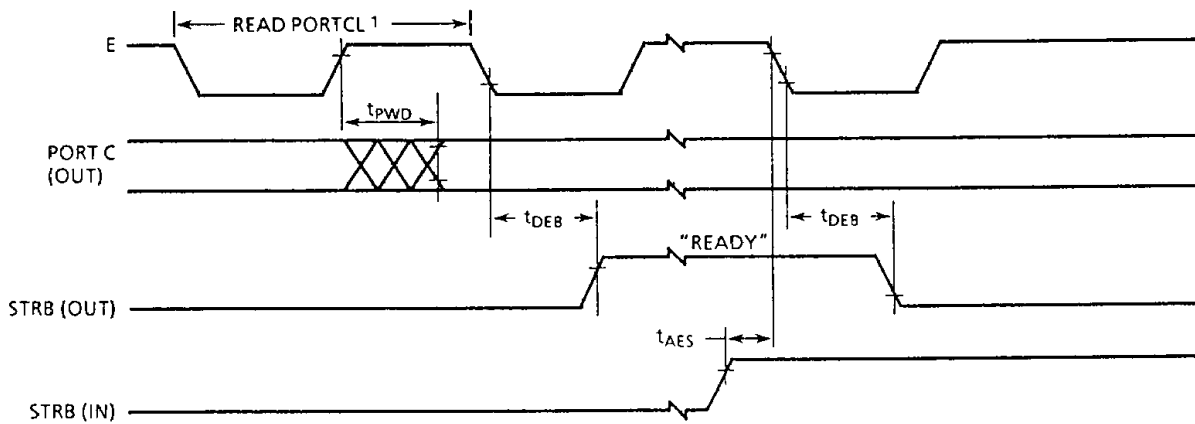 READ PORTCL 1
E
tPWD
PORT C
(OUT)
tDEB
"READY"
tDEB
STRB (OUT)
tAES
STRB (IN)